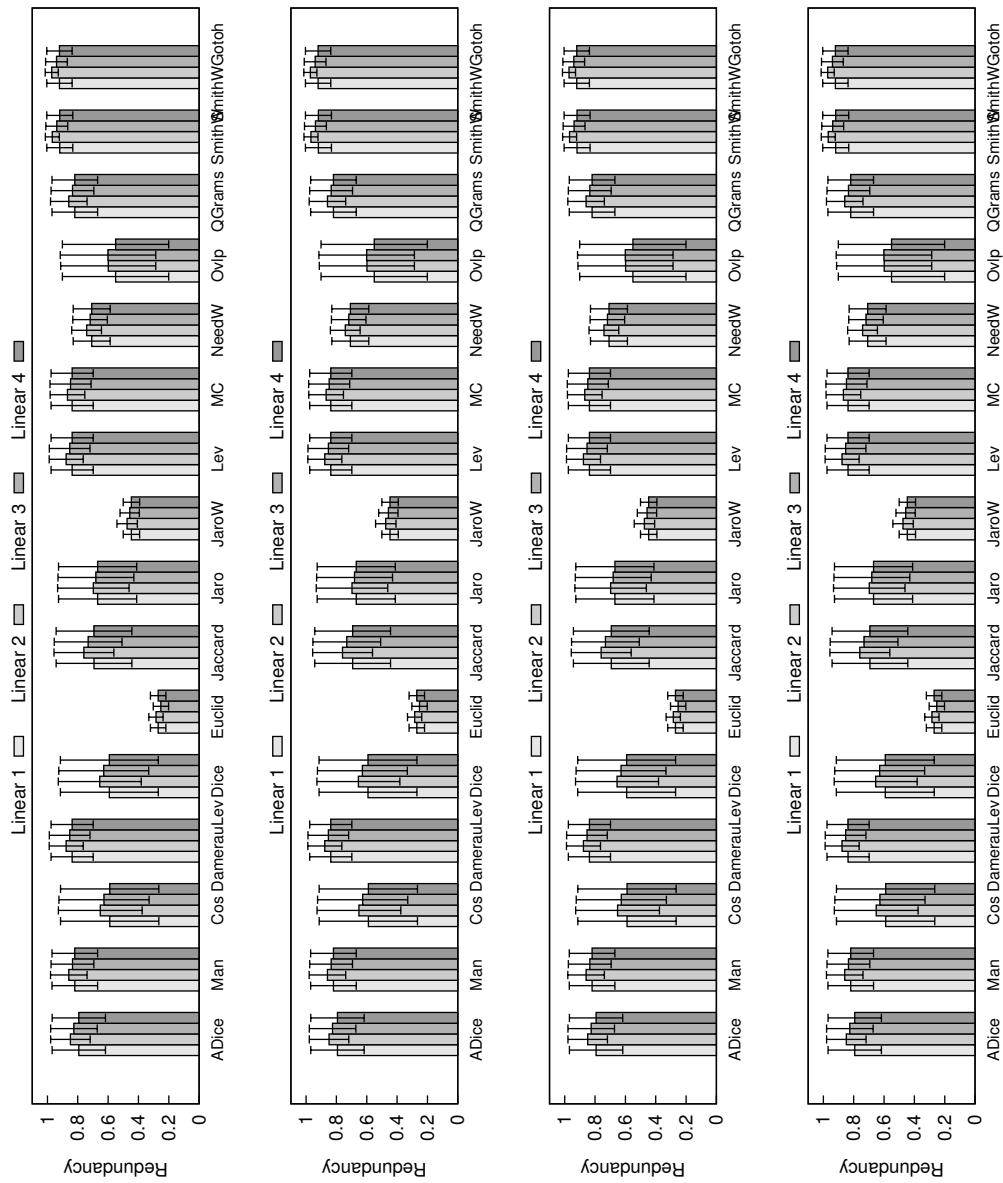 Linear 1 Linear 2 Linear 3 Linear 4
1
0.8
0.6
0.4
0.2
0
Redundancy
ADice Man Cos DamerauLev Dice Euclid Jaccard Jaro JaroW Lev MC NeedW Ovlp QGrams SmithW SmithWGotoh
Linear 1 Linear 2 Linear 3 Linear 4
1
0.8
0.6
0.4
0.2
0
Redundancy
ADice Man Cos DamerauLev Dice Euclid Jaccard Jaro JaroW Lev MC NeedW Ovlp QGrams SmithW SmithWGotoh
Linear 1 Linear 2 Linear 3 Linear 4
1
0.8
0.6
0.4
0.2
0
Redundancy
ADice Man Cos DamerauLev Dice Euclid Jaccard Jaro JaroW Lev MC NeedW Ovlp QGrams SmithW SmithWGotoh
Linear 1 Linear 2 Linear 3 Linear 4
1
0.8
0.6
0.4
0.2
0
Redundancy
ADice Man Cos DamerauLev Dice Euclid Jaccard Jaro JaroW Lev MC NeedW Ovlp QGrams SmithW SmithWGotoh